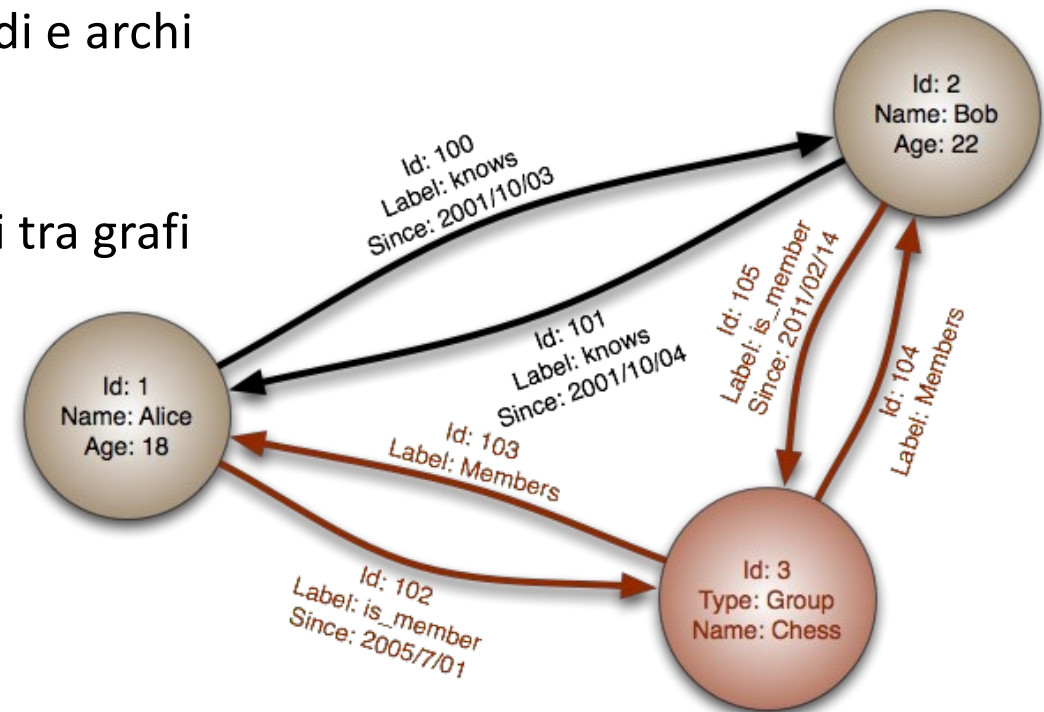 di e archi
i tra grafi
Id: 2
Name: Bob
Age: 22
Id: 100
Label: knows
Since: 2001/10/03
Id: 101
Label: knows
Since: 2001/10/04
Id: 105
Label: is_member
Since: 2011/02/14
Id: 104
Label: Members
Id: 1
Name: Alice
Age: 18
Id: 103
Label: Members
Id: 102
Label: is_member
Since: 2005/7/01
Id: 3
Type: Group
Name: Chess